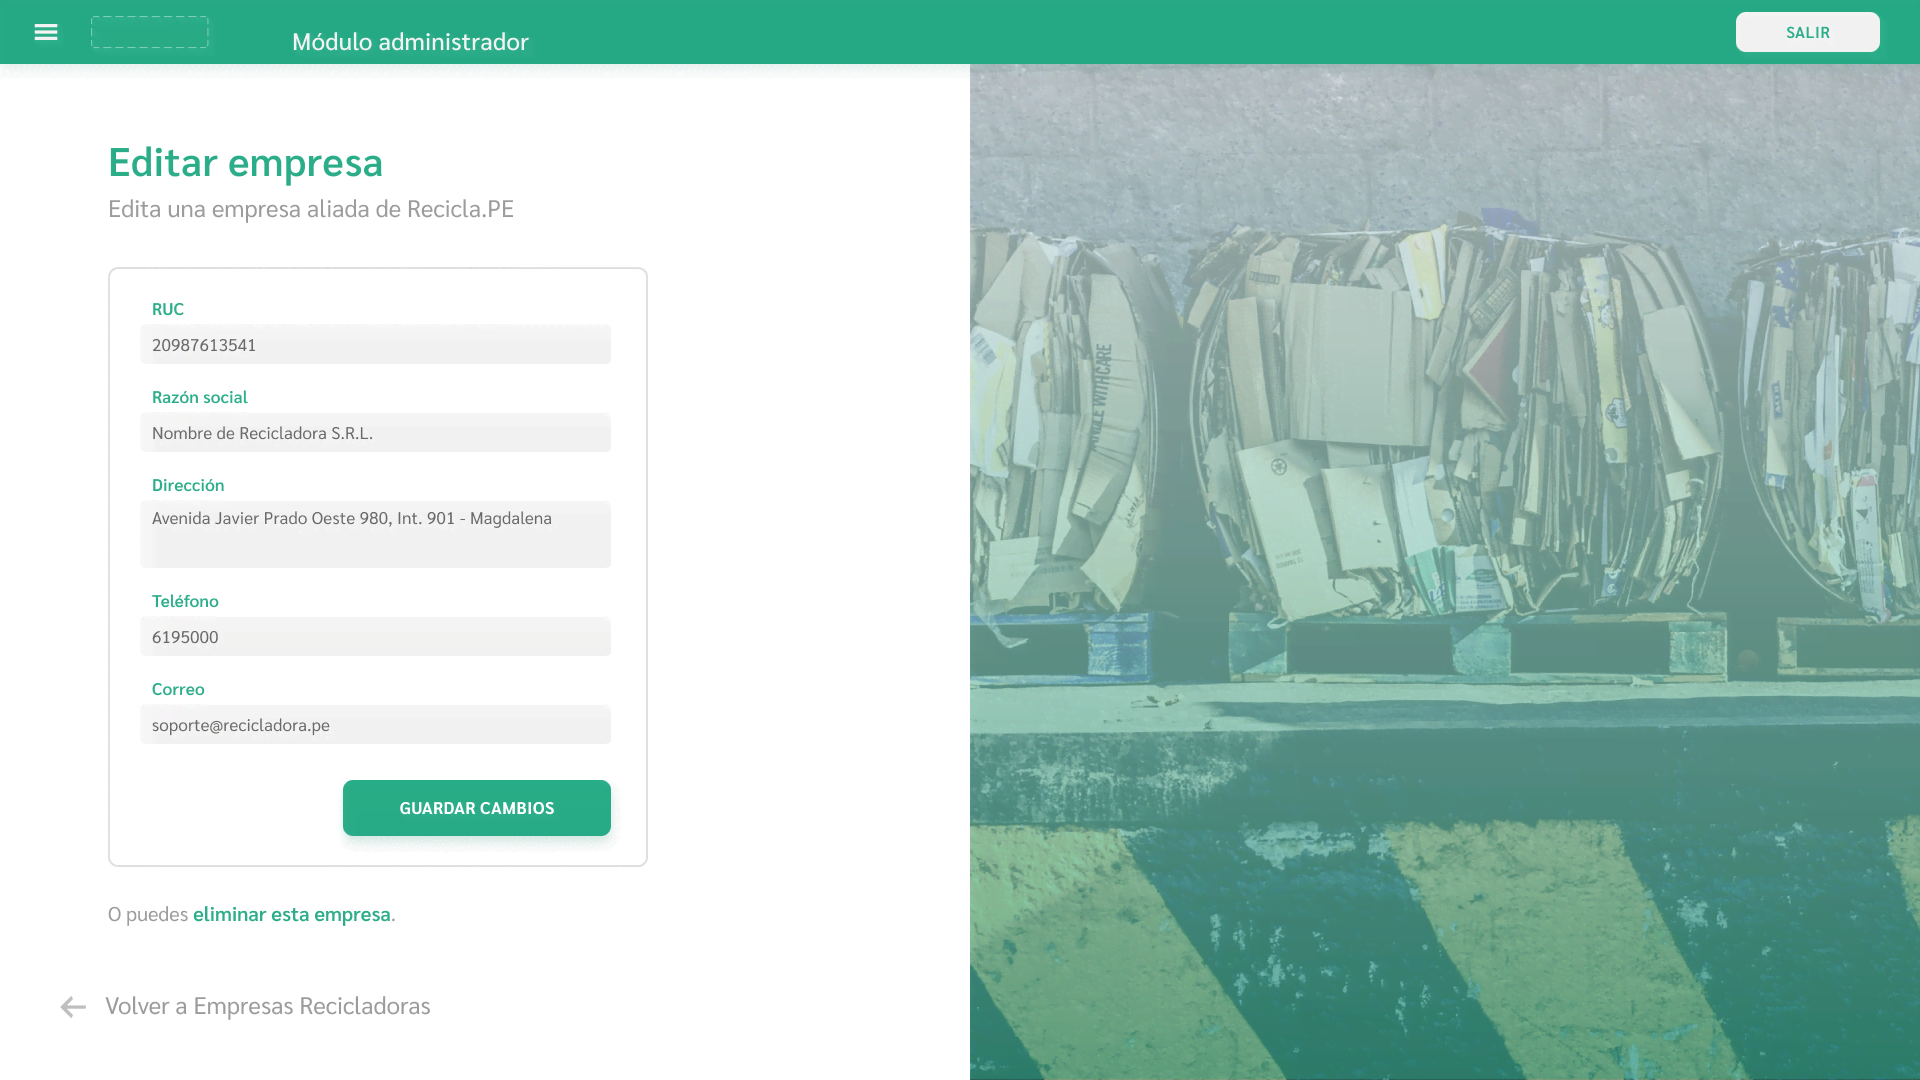 Módulo administrador
SALIR
Editar empresa
Edita una empresa aliada de Recicla.PE
RUC
20987613541
Razón social
Nombre de Recicladora S.R.L.
Dirección
Avenida Javier Prado Oeste 980, Int. 901 - Magdalena
Teléfono
6195000
Correo
soporte@recicladora.pe
GUARDAR CAMBIOS
O puedes eliminar esta empresa.
Volver a Empresas Recicladoras
WITH CARE